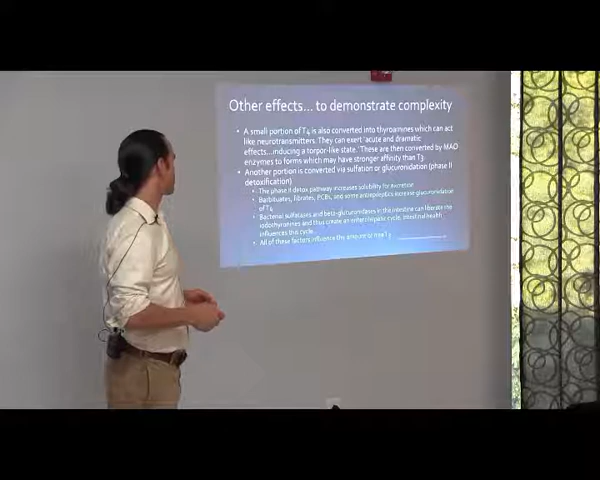 Other effects... to demonstrate complexity
• A small portion of T4 is also converted into thyroamines which can act
like neurotransmitters. They can exert "acute and dramatic
effects...inducing a torpor-like state." These are then converted by MAO
enzymes to forms which may have stronger affinity than T3.
• Another portion is converted via sulfation or glucuronidation (phase II
detoxification)
• The phase II detox pathway increases solubility for excretion
• Barbituates, fibrates, PCBs, and some antiepileptics increase glucuronidation
of T4
• Bacterial sulfatases and beta-glucuronidases in the intestine can liberate the
iodothyronines and thus create an enterohepatic cycle. Intestinal health
influences this cycle.
• All of these factors influence the amount of